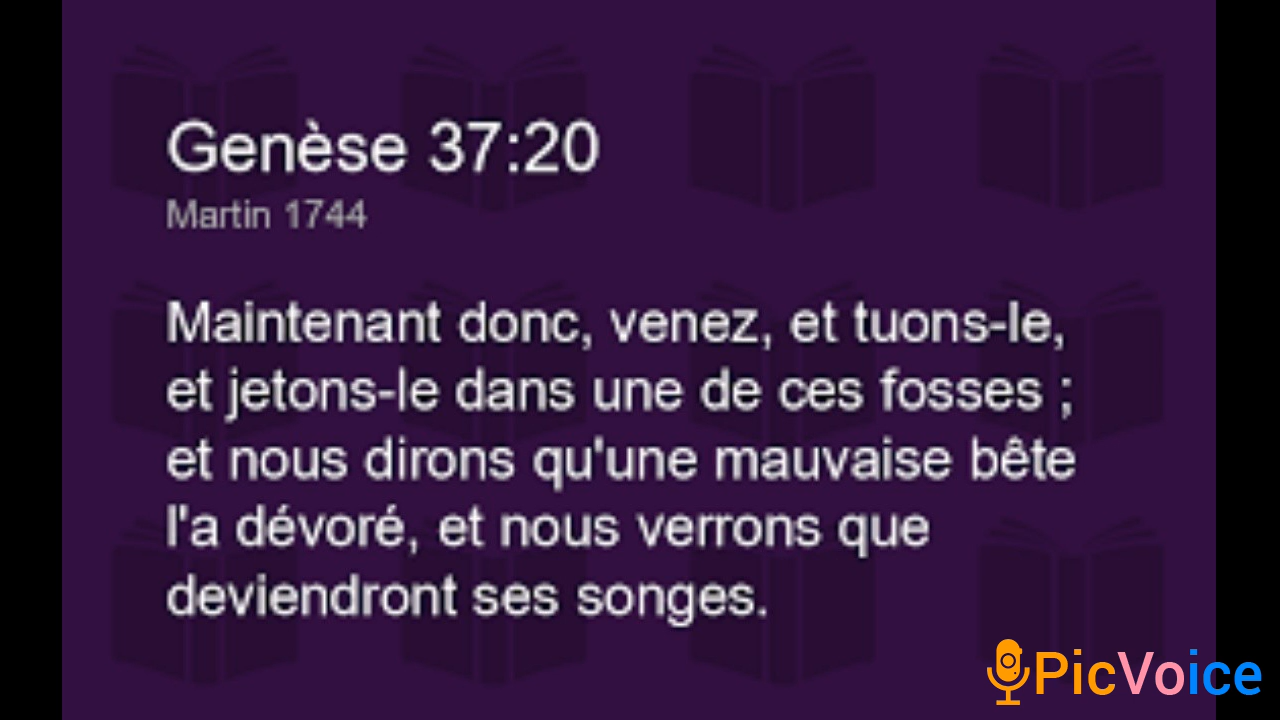 Genèse 37:20
Martin 1744
Maintenant donc, venez, et tuons-le,
et jetons-le dans une de ces fosses ;
et nous dirons qu'une mauvaise bête
l'a dévoré, et nous verrons que
deviendront ses songes.
PicVoice